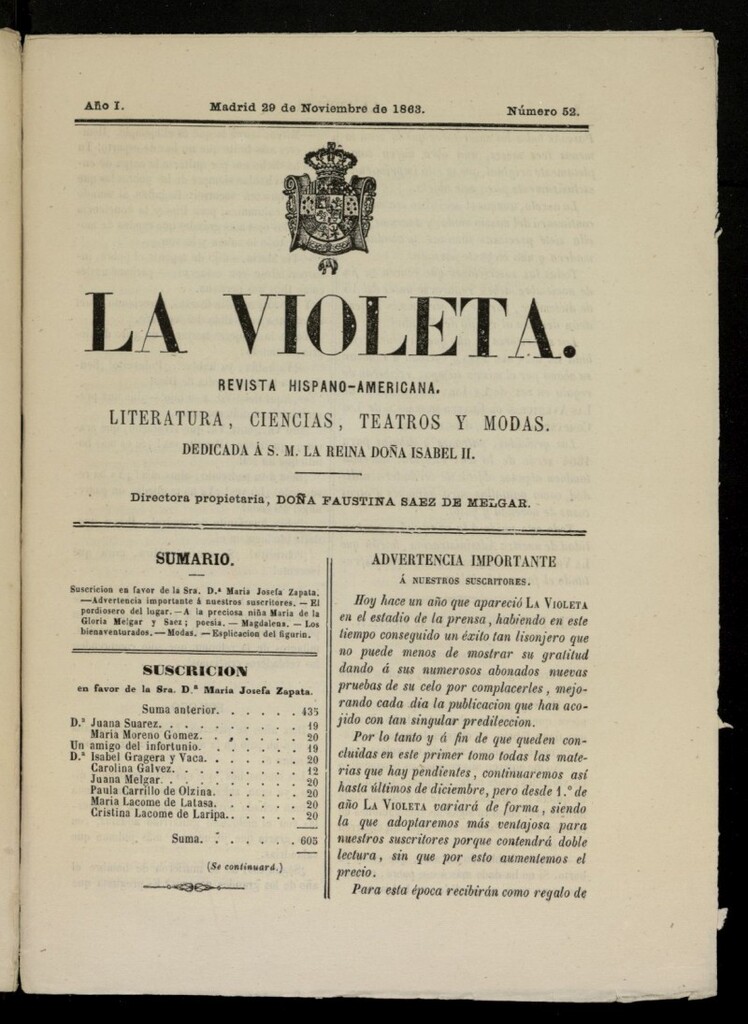 Año I.
Madrid 29 de Noviembre de 1863.
Número 52.
LA VIOLETA.
REVISTA HISPANO-AMERICANA.
LITERATURA, CIENCIAS, TEATROS Y MODAS.
DEDICADA Á S. M. LA REINA DOÑA ISABEL II.
Directora propietaria, DOÑA FAUSTINA SAEZ DE MELGAR.
SUMARIO.
Suscricion en favor de la Sra. D.ª Maria Josefa Zapata.
—Advertencia importante á nuestros suscritores. — El
pordiosero del lugar. — A la preciosa niña Maria de la
Gloria Melgar y Saez; poesia. — Magdalena. — Los
bienaventurados. — Modas. — Esplicacion del figurin.
SUSCRICION
en favor de la Sra. D.ª Maria Josefa Zapata.
Suma anterior. . . . . . 435
D.ª Juana Suarez. . . . . . . . . 19
Maria Moreno Gomez. . . . . . . 20
Un amigo del infortunio. . . . . . 19
D.ª Isabel Gragera y Vaca. . . . . . 20
Carolina Galvez. . . . . . . . . 12
Juana Melgar. . . . . . . . . . 20
Paula Carrillo de Olzina. . . . . . 20
Maria Lacome de Latasa. . . . . . 20
Cristina Lacome de Laripa. . . . . . 20
Suma. . . . . . . 605
(Se continuará.)
ADVERTENCIA IMPORTANTE
Á NUESTROS SUSCRITORES.
Hoy hace un año que apareció LA VIOLETA
en el estadio de la prensa, habiendo en este
tiempo conseguido un éxito tan lisonjero que
no puede menos de mostrar su gratitud
dando á sus numerosos abonados nuevas
pruebas de su celo por complacerles, mejo-
rando cada dia la publicacion que han aco-
jido con tan singular predileccion.
Por lo tanto y á fin de que queden con-
cluidas en este primer tomo todas las mate-
rias que hay pendientes, continuaremos así
hasta últimos de diciembre, pero desde 1.º de
año LA VIOLETA variará de forma, siendo
la que adoptaremos más ventajosa para
nuestros suscritores porque contendrá doble
lectura, sin que por esto aumentemos el
precio.
Para esta época recibirán como regalo de